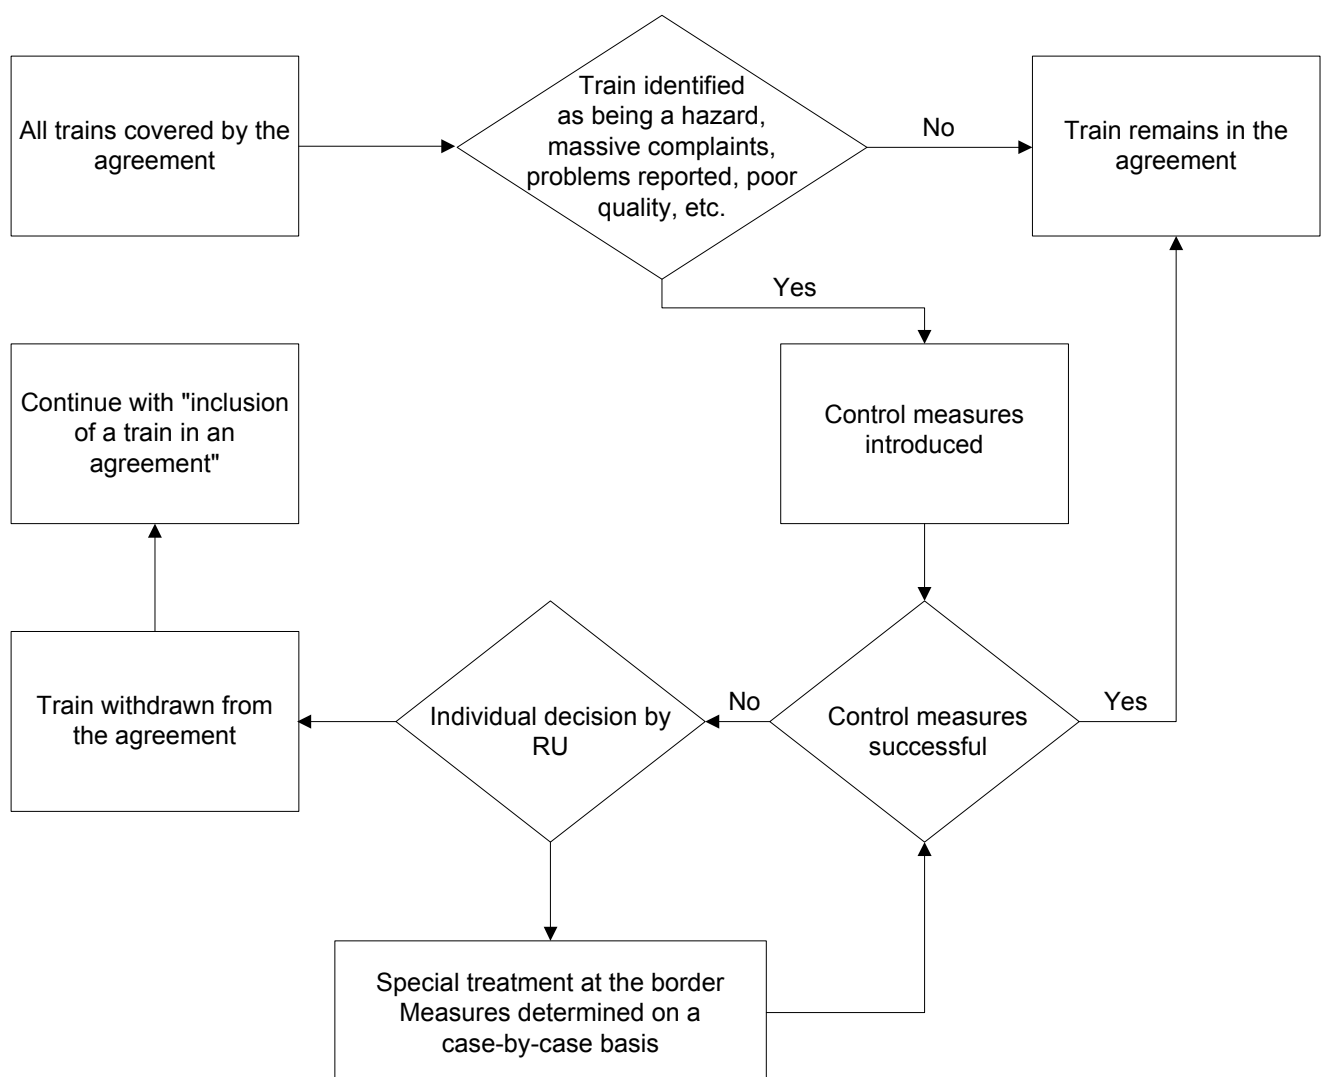 All trains covered by the
agreement
Train identified
as being a hazard,
massive complaints,
problems reported, poor
quality, etc.
No
Train remains in the
agreement
Yes
Continue with "inclusion
of a train in an
agreement"
Control measures
introduced
Train withdrawn from
the agreement
Individual decision by
RU
No
Control measures
successful
Yes
Special treatment at the border
Measures determined on a
case-by-case basis